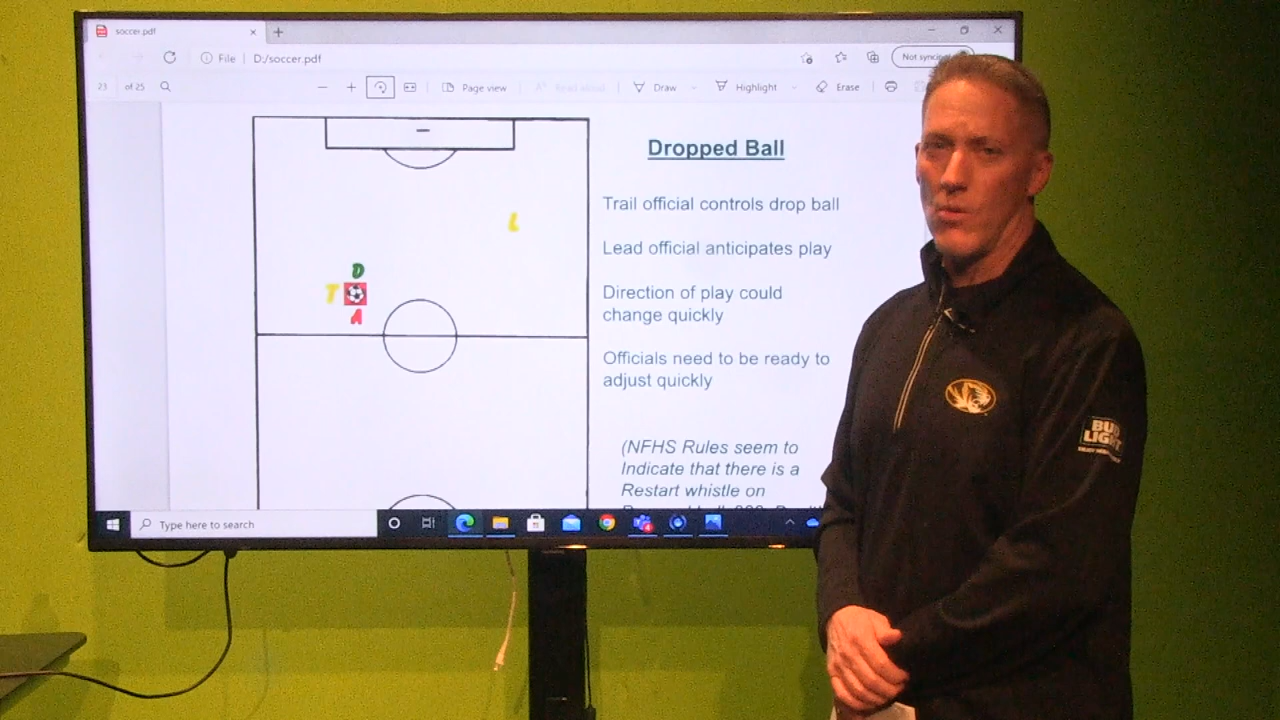 soccer.pdf
File D:/soccer.pdf
Not syncing
23 of 25 Page view Read aloud Draw Highlight Erase
Dropped Ball
Trail official controls drop ball
L
Lead official anticipates play
D
Direction of play could
T
change quickly
A
Officials need to be ready to
adjust quickly
(NFHS Rules seem to
Indicate that there is a
Restart whistle on
Type here to search
4
BUD
LIGHT